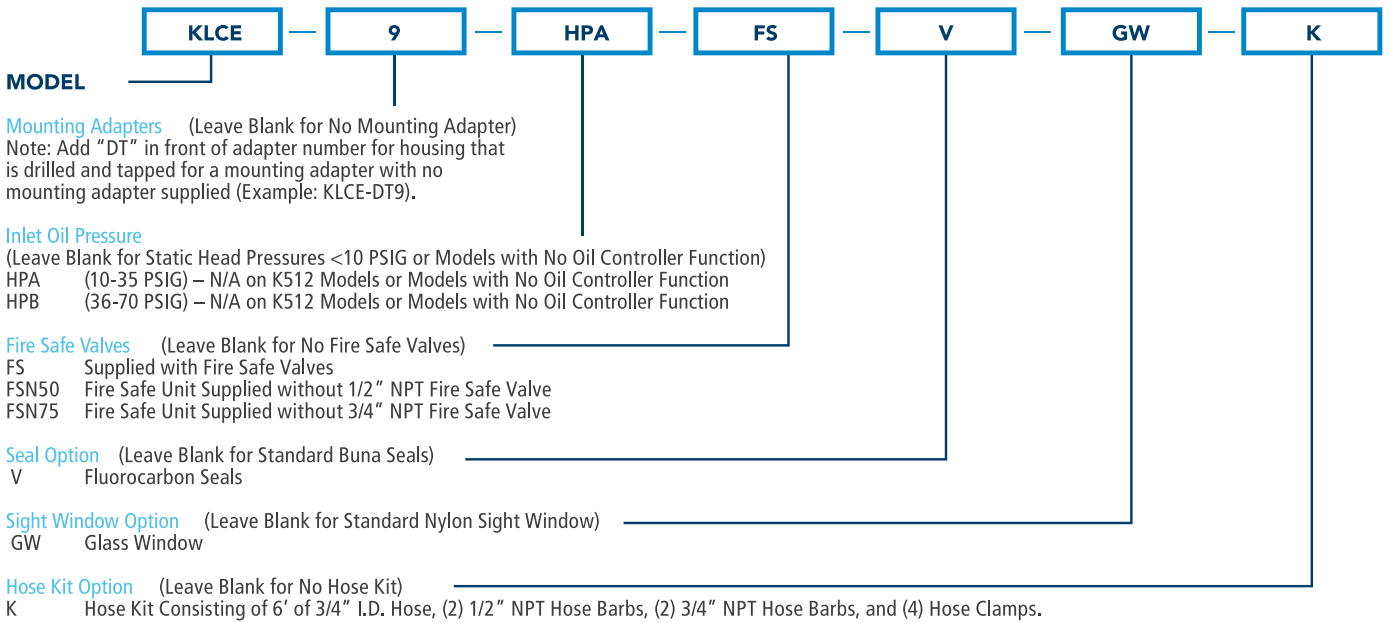 KLCE — 9 — HPA — FS — V — GW — K
MODEL
Mounting Adapters (Leave Blank for No Mounting Adapter)
Note: Add “DT” in front of adapter number for housing that
is drilled and tapped for a mounting adapter with no
mounting adapter supplied (Example: KLCE-DT9).
Inlet Oil Pressure
(Leave Blank for Static Head Pressures <10 PSIG or Models with No Oil Controller Function)
HPA (10-35 PSIG) – N/A on K512 Models or Models with No Oil Controller Function
HPB (36-70 PSIG) – N/A on K512 Models or Models with No Oil Controller Function
Fire Safe Valves (Leave Blank for No Fire Safe Valves)
FS Supplied with Fire Safe Valves
FSN50 Fire Safe Unit Supplied without 1/2” NPT Fire Safe Valve
FSN75 Fire Safe Unit Supplied without 3/4” NPT Fire Safe Valve
Seal Option (Leave Blank for Standard Buna Seals)
V Fluorocarbon Seals
Sight Window Option (Leave Blank for Standard Nylon Sight Window)
GW Glass Window
Hose Kit Option (Leave Blank for No Hose Kit)
K Hose Kit Consisting of 6’ of 3/4” I.D. Hose, (2) 1/2” NPT Hose Barbs, (2) 3/4” NPT Hose Barbs, and (4) Hose Clamps.